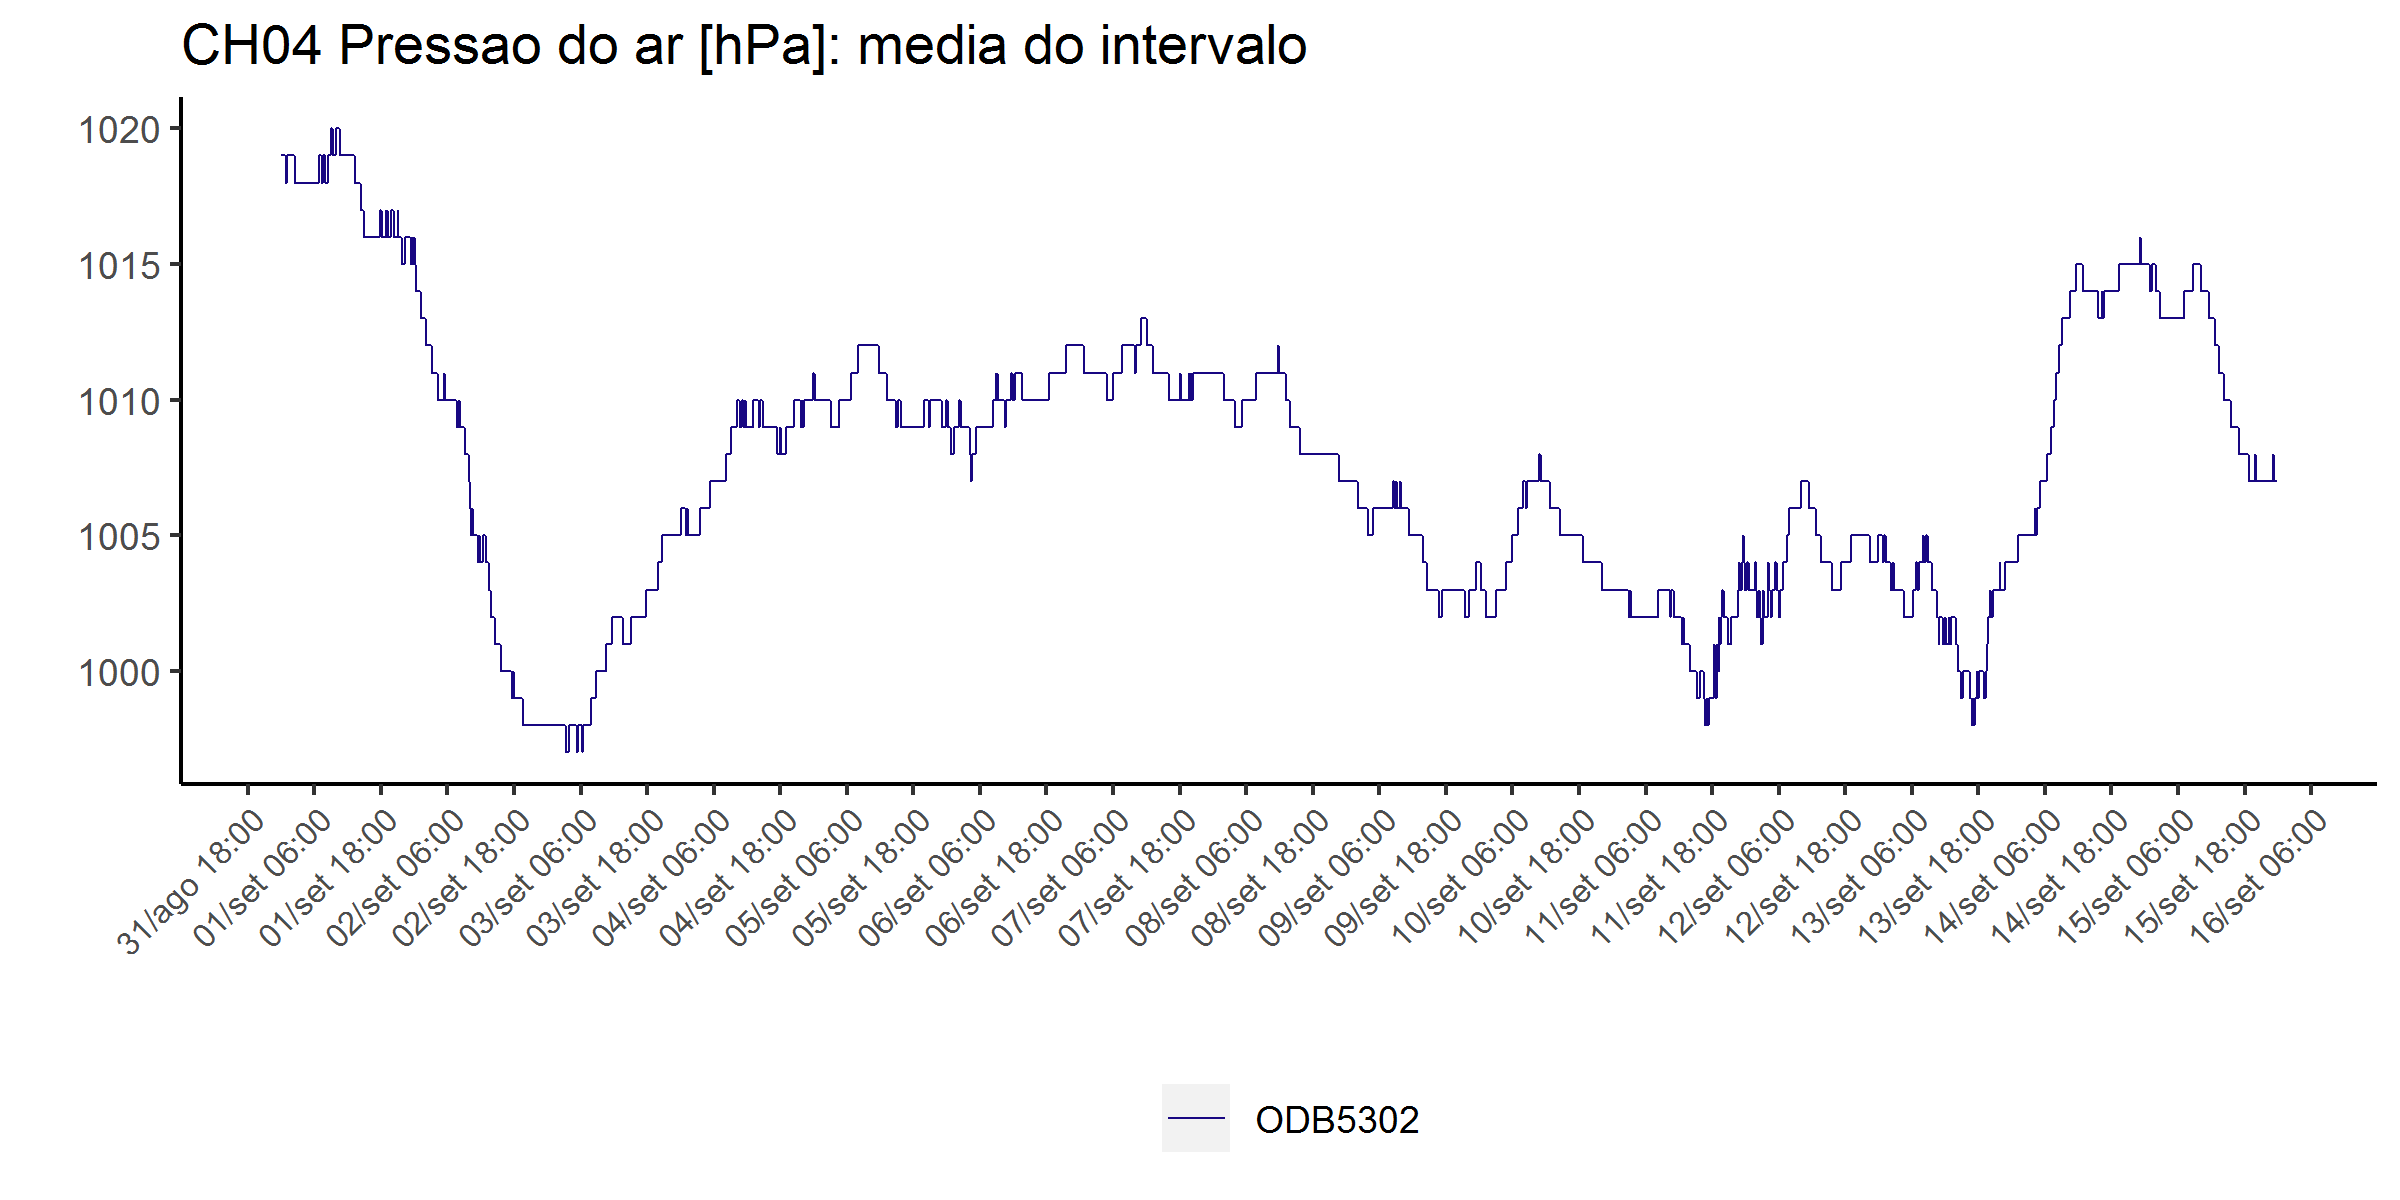 CH04 Pressao do ar [hPa]: media do intervalo
1020
1015
1010
1005
1000
31/ago 18:00
01/set 06:00
01/set 18:00
02/set 06:00
02/set 18:00
03/set 06:00
03/set 18:00
04/set 06:00
04/set 18:00
05/set 06:00
05/set 18:00
06/set 06:00
06/set 18:00
07/set 06:00
07/set 18:00
08/set 06:00
08/set 18:00
09/set 06:00
09/set 18:00
10/set 06:00
10/set 18:00
11/set 06:00
11/set 18:00
12/set 06:00
12/set 18:00
13/set 06:00
13/set 18:00
14/set 06:00
14/set 18:00
15/set 06:00
15/set 18:00
16/set 06:00
ODB5302